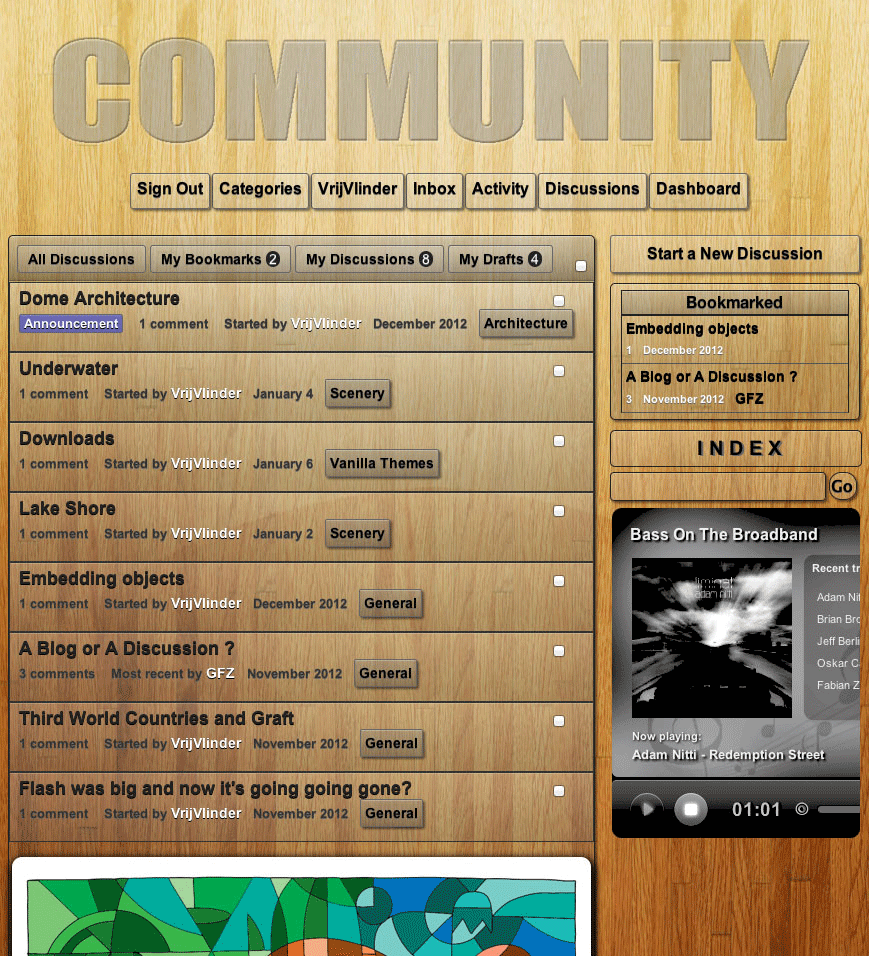 COMMUNITY
Sign Out Categories VrijVlinder Inbox Activity Discussions Dashboard
All Discussions My Bookmarks 2 My Discussions 8 My Drafts 4
Dome Architecture
Announcement 1 comment Started by VrijVlinder December 2012 Architecture
Underwater
1 comment Started by VrijVlinder January 4 Scenery
Downloads
1 comment Started by VrijVlinder January 6 Vanilla Themes
Lake Shore
1 comment Started by VrijVlinder January 2 Scenery
Embedding objects
1 comment Started by VrijVlinder December 2012 General
A Blog or A Discussion ?
3 comments Most recent by GFZ November 2012 General
Third World Countries and Graft
1 comment Started by VrijVlinder November 2012 General
Flash was big and now it's going going gone?
1 comment Started by VrijVlinder November 2012 General
Start a New Discussion
Bookmarked
Embedding objects
1 December 2012
A Blog or A Discussion ?
3 November 2012 GFZ
I N D E X
Go
Bass On The Broadband
liminal
adam nitti
Recent tr
Adam Nit
Brian Bro
Jeff Berli
Oskar C
Fabian Z
Now playing:
Adam Nitti - Redemption Street
01:01